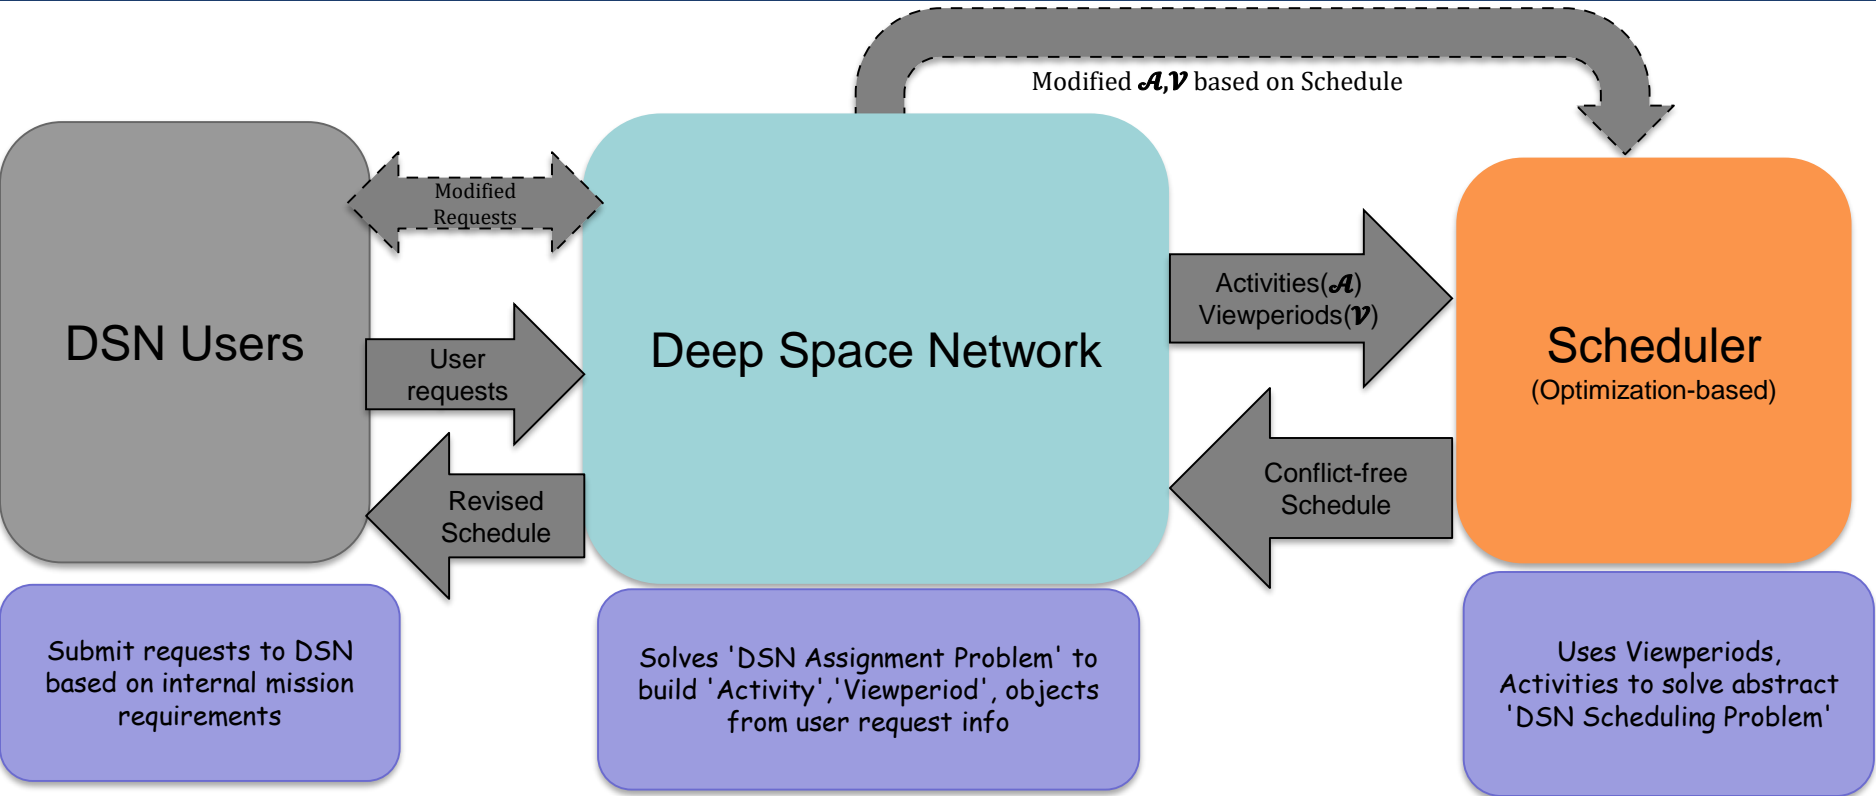 Modified 𝓐,𝓥 based on Schedule
Modified
Requests
DSN Users
User
requests
Revised
Schedule
Deep Space Network
Activities(𝓐)
Viewperiods(𝓥)
Conflict-free
Schedule
Scheduler
(Optimization-based)
Submit requests to DSN
based on internal mission
requirements
Solves 'DSN Assignment Problem' to
build 'Activity','Viewperiod', objects
from user request info
Uses Viewperiods,
Activities to solve abstract
'DSN Scheduling Problem'